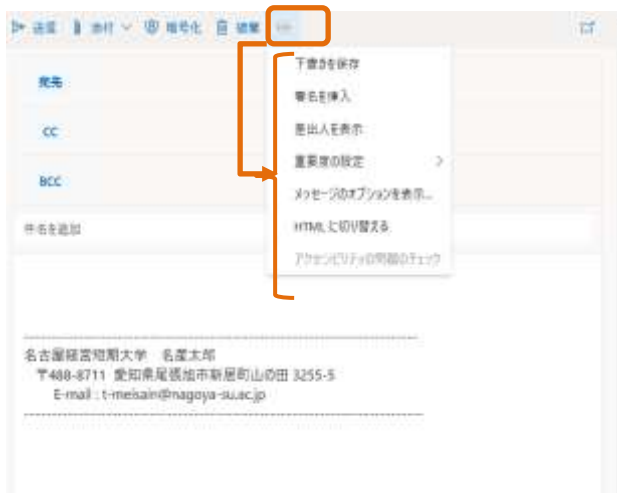 送信 添付 暗号化 破棄 ...
下書きを保存
署名を挿入
差出人を表示
重要度の設定
メッセージのオプションを表示...
HTML に切り替える
アクセシビリティの問題のチェック
宛先
CC
BCC
件名を追加
名古屋経営短期大学 名産太郎
〒488-8711 愛知県尾張旭市新居町山の田 3255-5
E-mail : t-meisain@nagoya-su.ac.jp